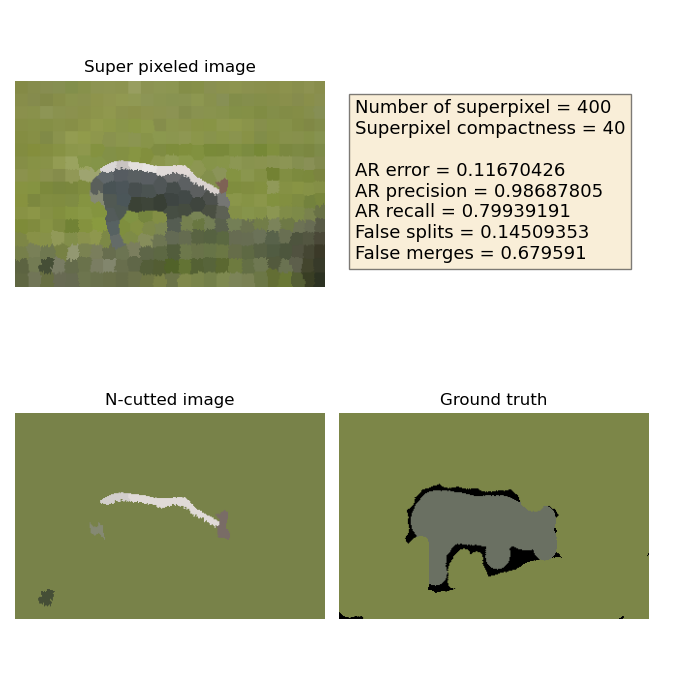 Super pixeled image
Number of superpixel = 400
Superpixel compactness = 40
AR error = 0.11670426
AR precision = 0.98687805
AR recall = 0.79939191
False splits = 0.14509353
False merges = 0.679591
N-cutted image
Ground truth